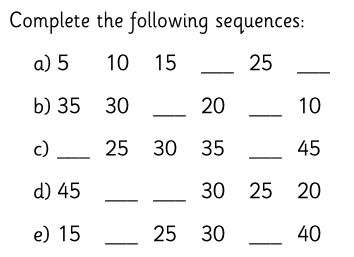 Complete the following sequences:
a) 5 10 15 ___ 25 ___
b) 35 30 ___ 20 ___ 10
c) ___ 25 30 35 ___ 45
d) 45 ___ ___ 30 25 20
e) 15 ___ 25 30 ___ 40